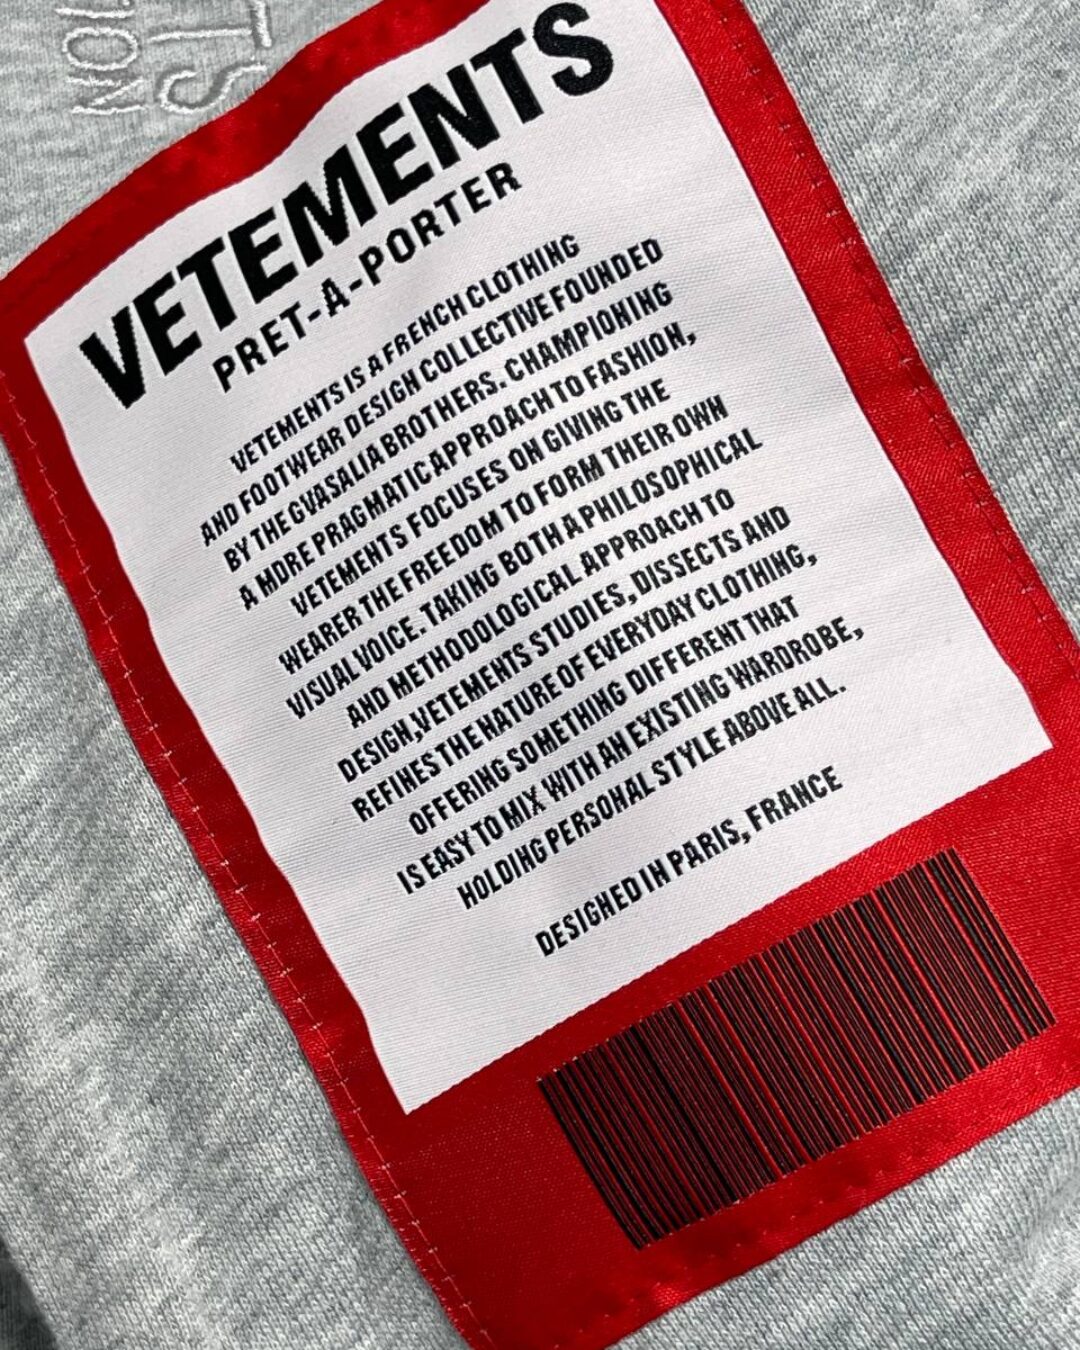 VETEMENTS
PRET-A-PORTER
VETEMENTS IS A FRENCH CLOTHING
AND FOOTWEAR DESIGN COLLECTIVE FOUNDED
BY THE GVASALIA BROTHERS. CHAMPIONING
A MORE PRAGMATIC APPROACH TO FASHION,
VETEMENTS FOCUSES ON GIVING THE
WEARER THE FREEDOM TO FORM THEIR OWN
VISUAL VOICE. TAKING BOTH A PHILOSOPHICAL
AND METHODOLOGICAL APPROACH TO
DESIGN, VETEMENTS STUDIES, DISSECTS AND
REFINES THE NATURE OF EVERYDAY CLOTHING,
OFFERING SOMETHING DIFFERENT THAT
IS EASY TO MIX WITH AN EXISTING WARDROBE,
HOLDING PERSONAL STYLE ABOVE ALL.
DESIGNED IN PARIS, FRANCE